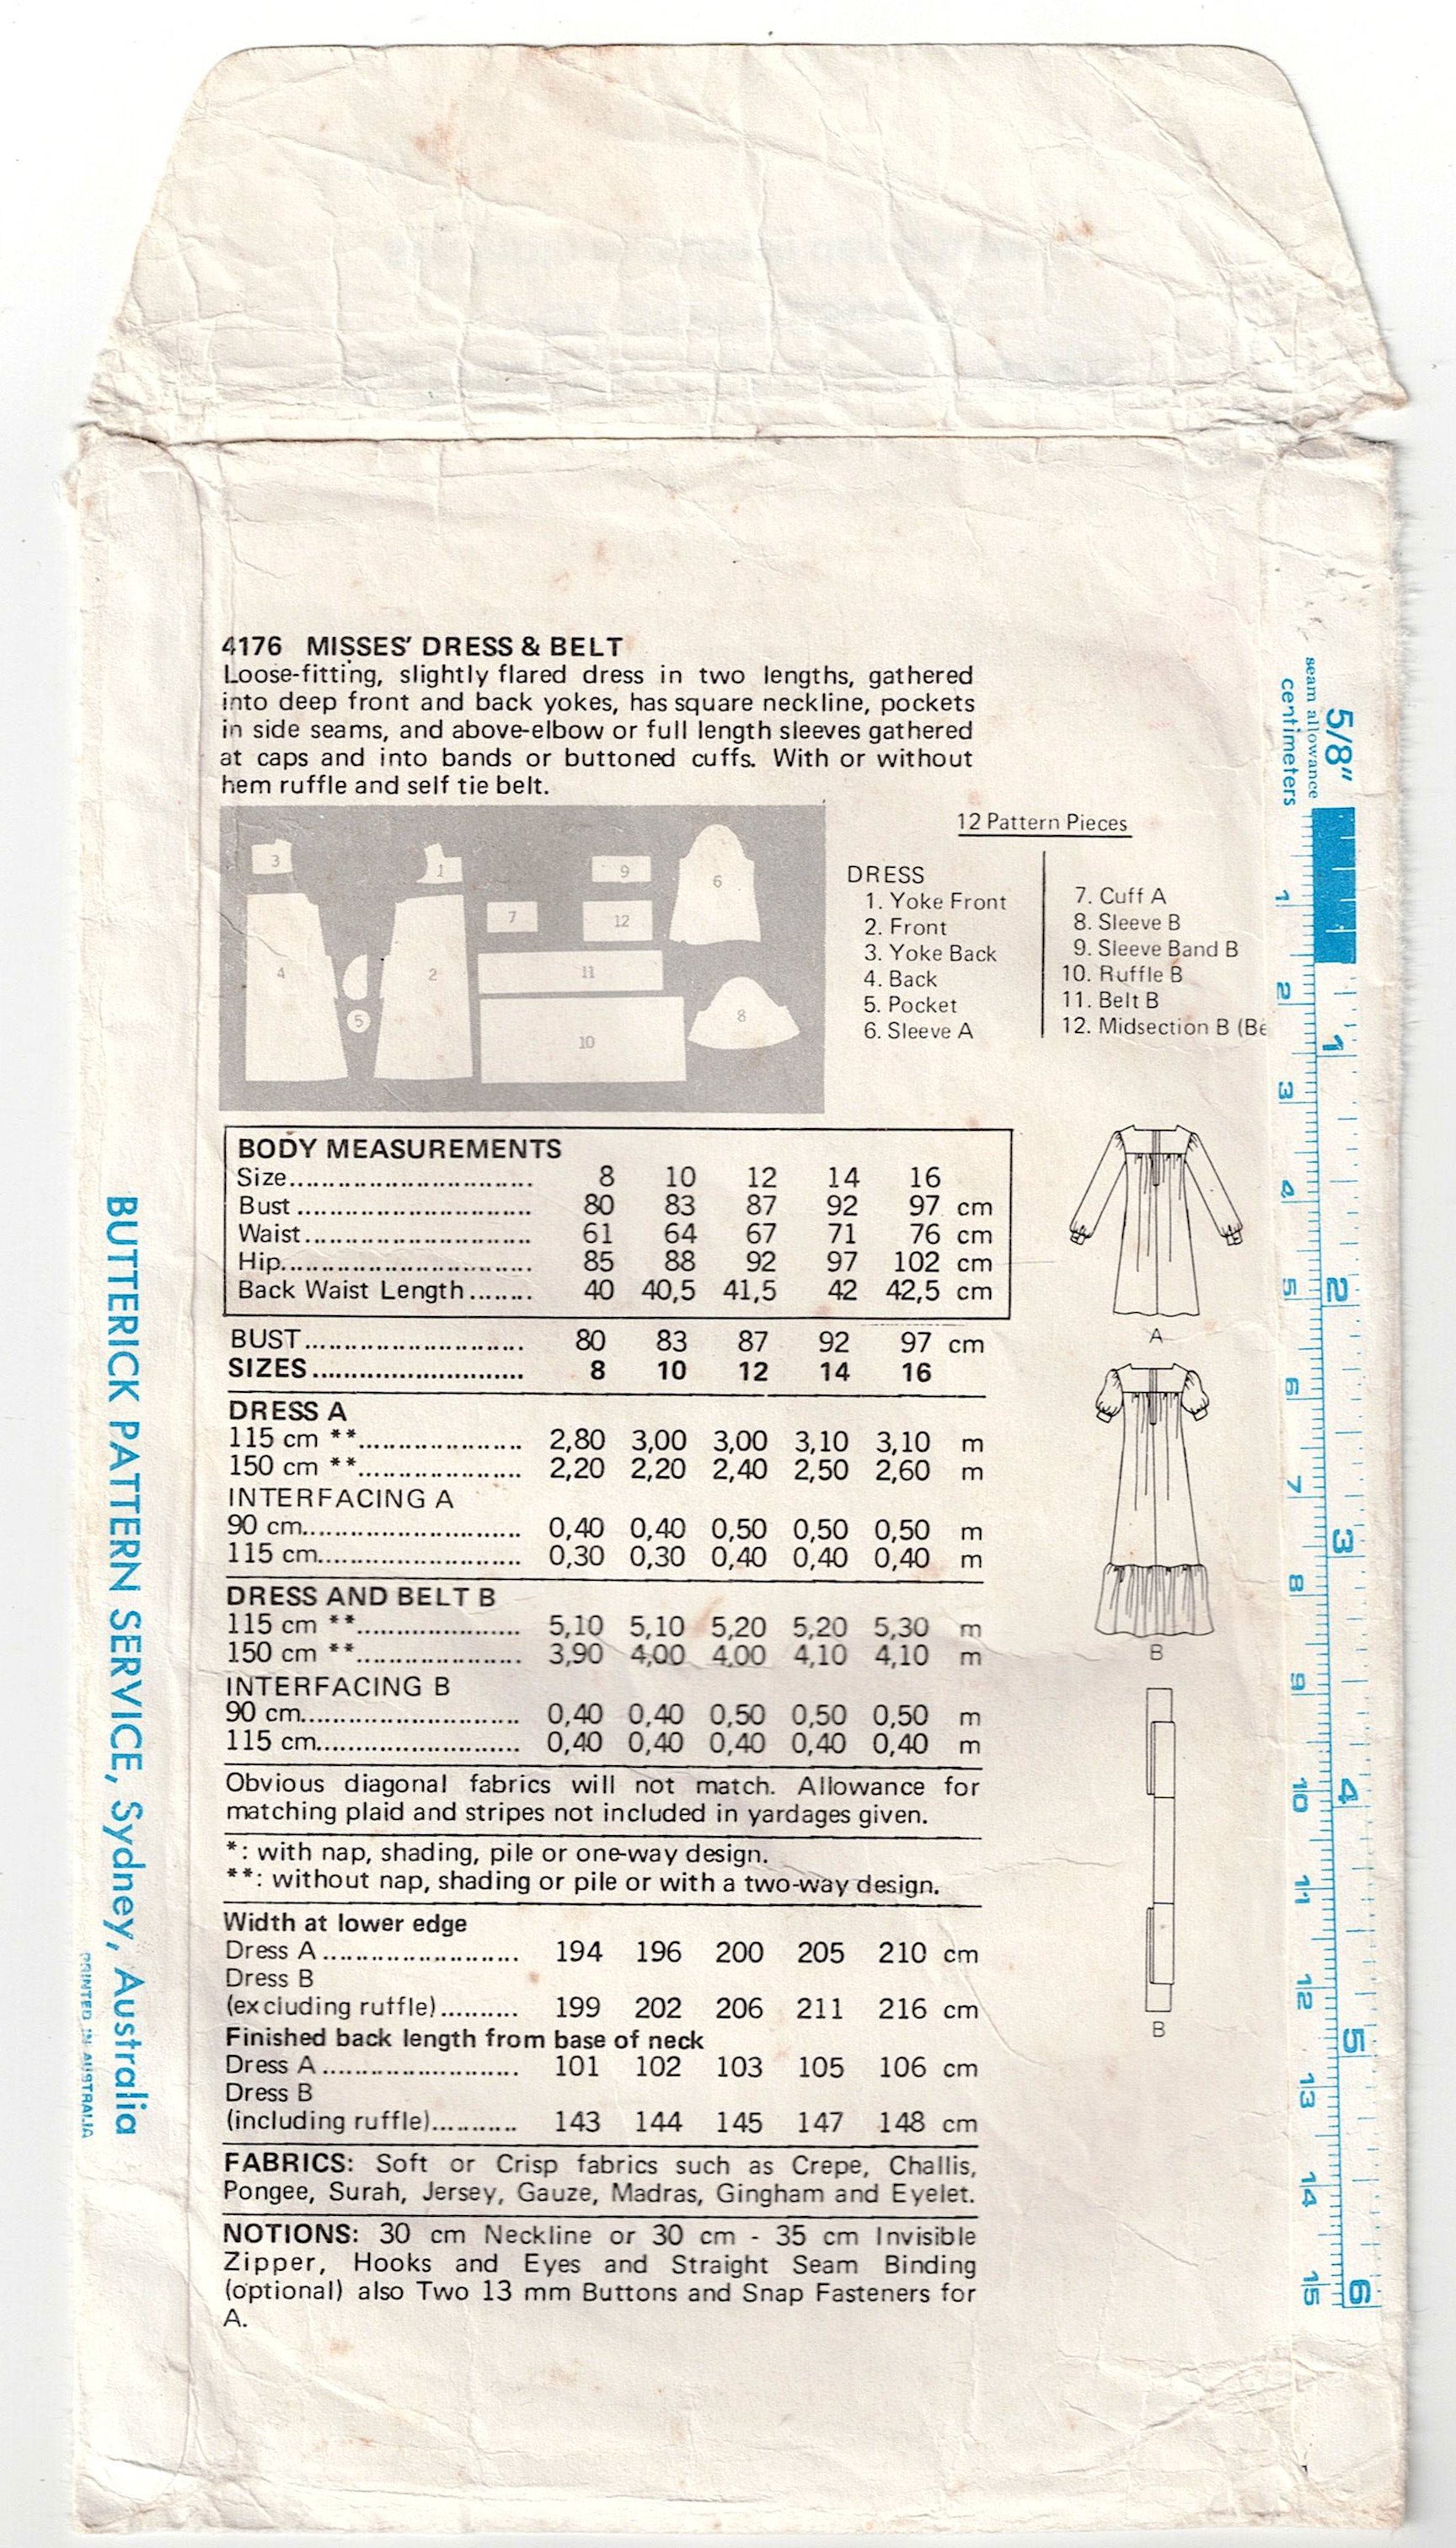 4176 MISSES' DRESS & BELT
Loose-fitting, slightly flared dress in two lengths, gathered
into deep front and back yokes, has square neckline, pockets
in side seams, and above-elbow or full length sleeves gathered
at caps and into bands or buttoned cuffs. With or without
hem ruffle and self tie belt.
3
1
9
6
7
12
4
2
11
5
8
10
12 Pattern Pieces
DRESS
1. Yoke Front
2. Front
3. Yoke Back
4. Back
5. Pocket
6. Sleeve A
7. Cuff A
8. Sleeve B
9. Sleeve Band B
10. Ruffle B
11. Belt B
12. Midsection B (Be
BODY MEASUREMENTS
Size.............................. 8 10 12 14 16
Bust ............................. 80 83 87 92 97 cm
Waist............................ 61 64 67 71 76 cm
Hip................................ 85 88 92 97 102 cm
Back Waist Length ........ 40 40,5 41,5 42 42,5 cm
BUST........................... 80 83 87 92 97 cm
SIZES.......................... 8 10 12 14 16
DRESS A
115 cm **.................... 2,80 3,00 3,00 3,10 3,10 m
150 cm **.................... 2,20 2,20 2,40 2,50 2,60 m
INTERFACING A
90 cm........................... 0,40 0,40 0,50 0,50 0,50 m
115 cm......................... 0,30 0,30 0,40 0,40 0,40 m
DRESS AND BELT B
115 cm **.................... 5,10 5,10 5,20 5,20 5,30 m
150 cm **.................... 3,90 4,00 4,00 4,10 4,10 m
INTERFACING B
90 cm........................... 0,40 0,40 0,50 0,50 0,50 m
115 cm......................... 0,40 0,40 0,40 0,40 0,40 m
Obvious diagonal fabrics will not match. Allowance for
matching plaid and stripes not included in yardages given.
*: with nap, shading, pile or one-way design.
**: without nap, shading or pile or with a two-way design.
Width at lower edge
Dress A ........................ 194 196 200 205 210 cm
Dress B
(excluding ruffle).......... 199 202 206 211 216 cm
Finished back length from base of neck
Dress A ........................ 101 102 103 105 106 cm
Dress B
(including ruffle)........... 143 144 145 147 148 cm
FABRICS: Soft or Crisp fabrics such as Crepe, Challis,
Pongee, Surah, Jersey, Gauze, Madras, Gingham and Eyelet.
NOTIONS: 30 cm Neckline or 30 cm - 35 cm Invisible
Zipper, Hooks and Eyes and Straight Seam Binding
(optional) also Two 13 mm Buttons and Snap Fasteners for
A.
A
B
B
BUTTERICK PATTERN SERVICE, Sydney, Australia
PRINTED IN AUSTRALIA
5/8"
seam allowance
centimeters
1
2
3
4
5
6
7
8
9
10
11
12
13
14
15
1
2
3
4
5
6